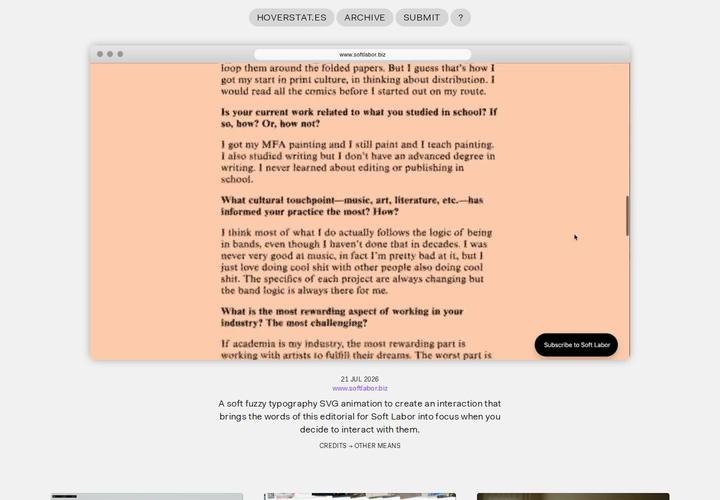 HOVERSTAT.ES ARCHIVE SUBMIT ?
www.softlabor.biz
loop them around the folded papers. But I guess that's how I
got my start in print culture, in thinking about distribution. I
would read all the comics before I started out on my route.
Is your current work related to what you studied in school? If
so, how? Or, how not?
I got my MFA painting and I still paint and I teach painting.
I also studied writing but I don't have an advanced degree in
writing. I never learned about editing or publishing in
school.
What cultural touchpoint—music, art, literature, etc.—has
informed your practice the most? How?
I think most of what I do actually follows the logic of being
in bands, even though I haven't done that in decades. I was
never very good at music, in fact I'm pretty bad at it, but I
just love doing cool shit with other people also doing cool
shit. The specifics of each project are always changing but
the band logic is always there for me.
What is the most rewarding aspect of working in your
industry? The most challenging?
If academia is my industry, the most rewarding part is
working with artists to fulfill their dreams. The worst part is
Subscribe to Soft Labor
21 JUL 2026
www.softlabor.biz
A soft fuzzy typography SVG animation to create an interaction that
brings the words of this editorial for Soft Labor into focus when you
decide to interact with them.
CREDITS → OTHER MEANS